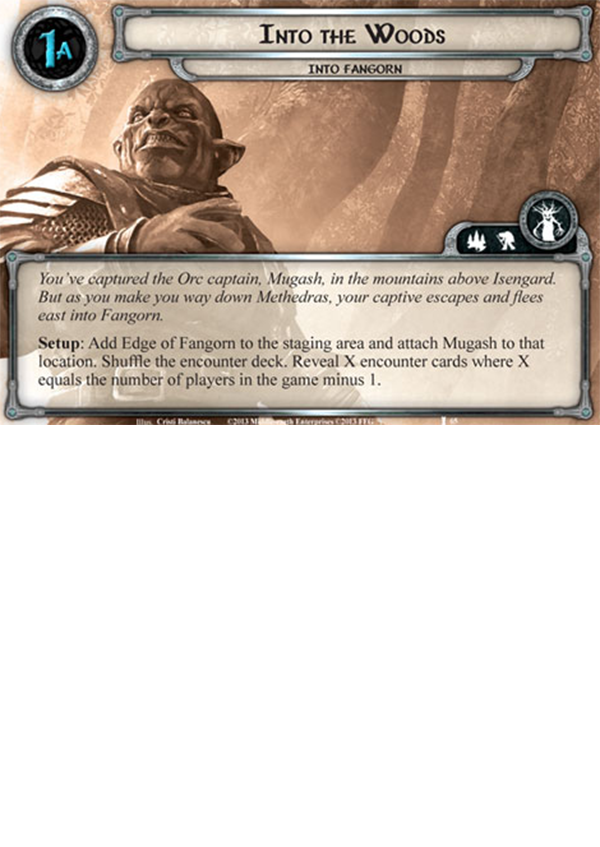 1A
INTO THE WOODS
INTO FANGORN
You've captured the Orc captain, Mugash, in the mountains above Isengard.
But as you make you way down Methedras, your captive escapes and flees
east into Fangorn.
Setup: Add Edge of Fangorn to the staging area and attach Mugash to that
location. Shuffle the encounter deck. Reveal X encounter cards where X
equals the number of players in the game minus 1.
Illus. Cristi Balanescu ©2013 Enterprises ©2013